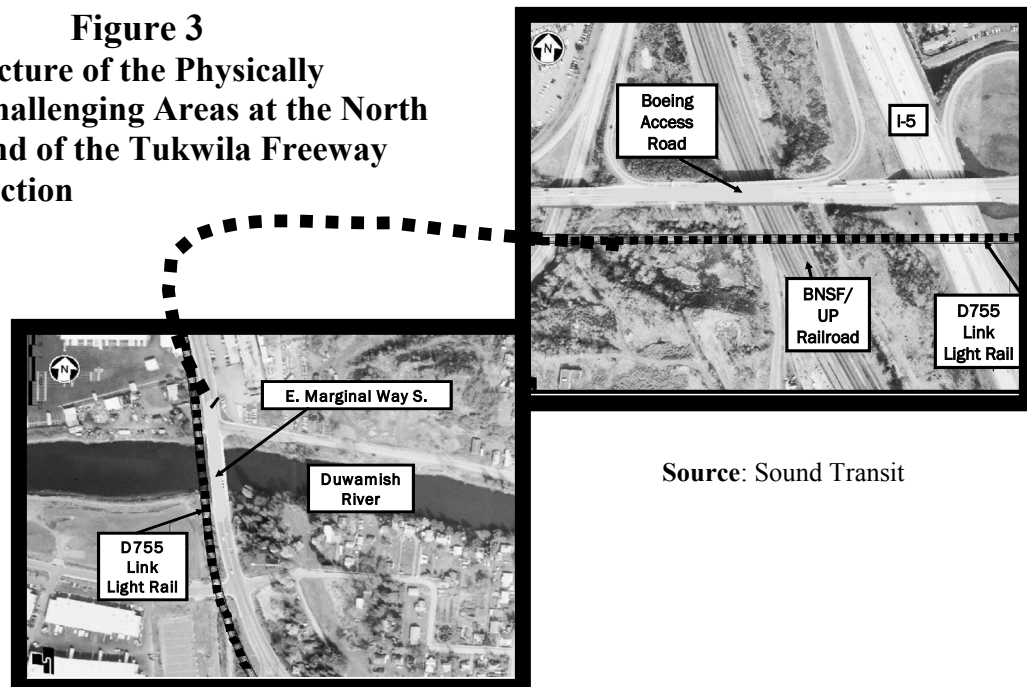 Figure 3
cture of the Physically
hallenging Areas at the North
nd of the Tukwila Freeway
ction
N
Boeing
Access
Road
I-5
BNSF/
UP
Railroad
D755
Link
Light Rail
N
E. Marginal Way S.
Duwamish
River
D755
Link
Light Rail
Source: Sound Transit